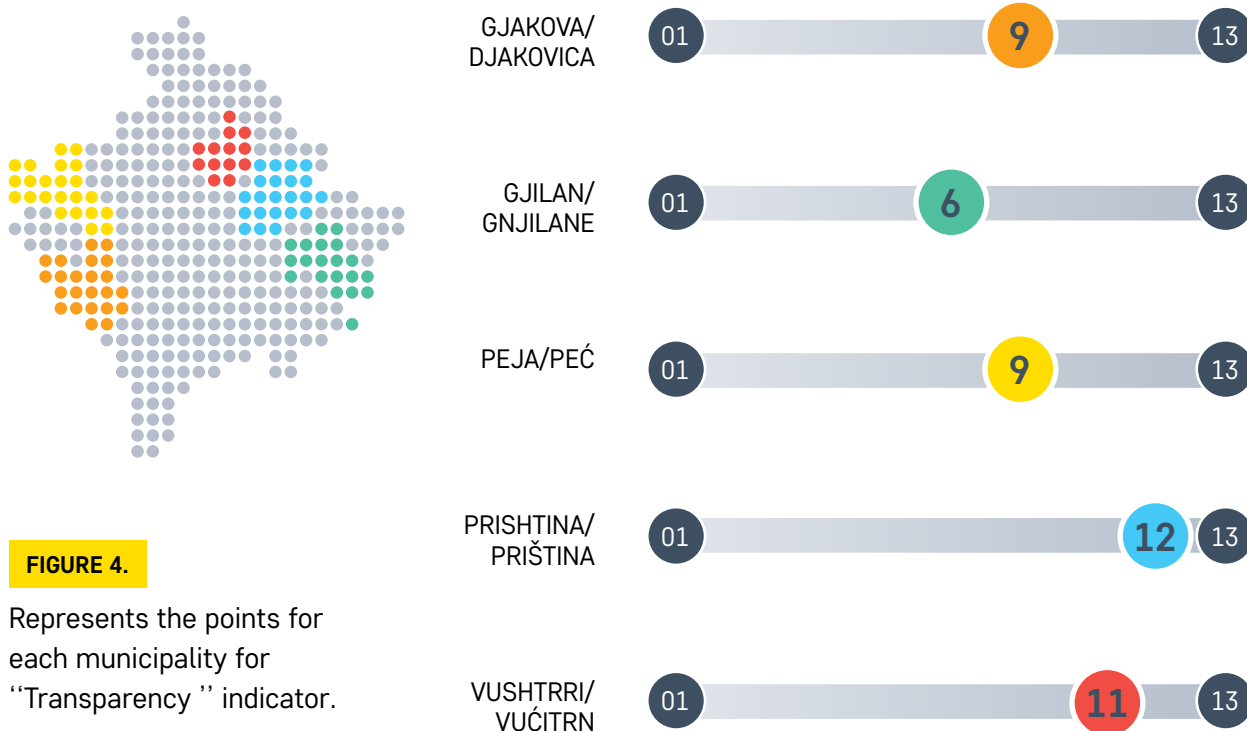 GJAKOVA/
DJAKOVICA
01
9
13
GJILAN/
GNJILANE
01
6
13
PEJA/PEĆ
01
9
13
PRISHTINA/
PRIŠTINA
01
12
13
VUSHTRRI/
VUĆITRN
01
11
13
FIGURE 4.
Represents the points for
each municipality for
‘‘Transparency ’’ indicator.